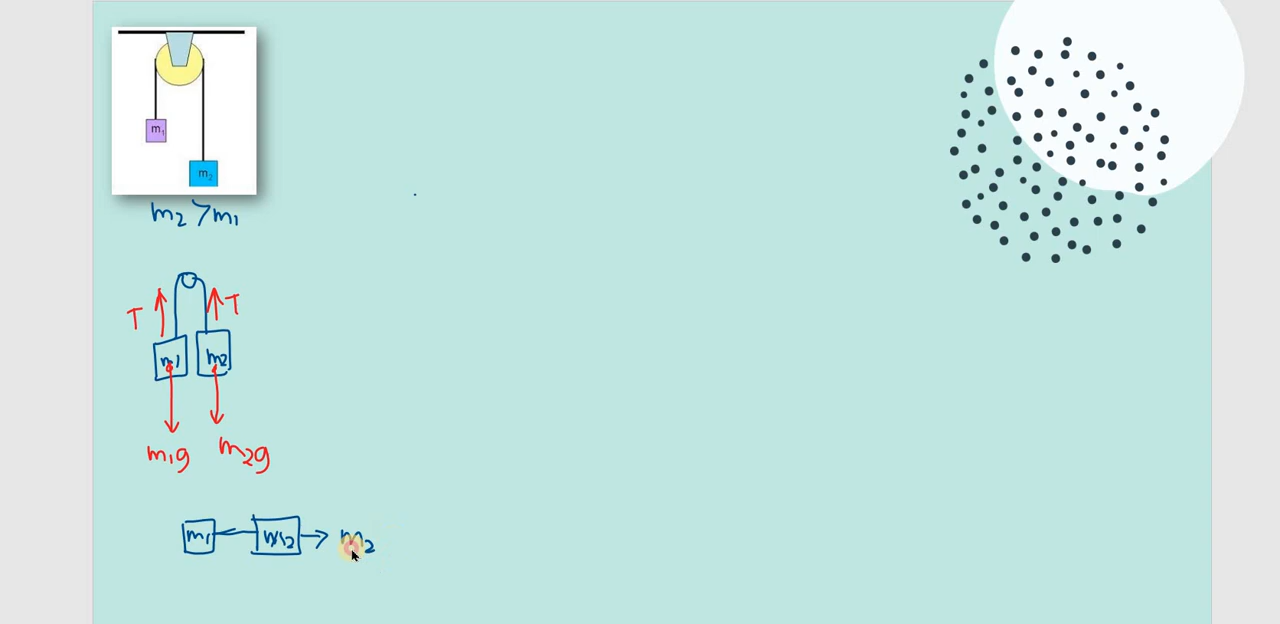 m1
m2
m2 > m1
T T
m1 m2
m1g m2g
m1 m2 → m2